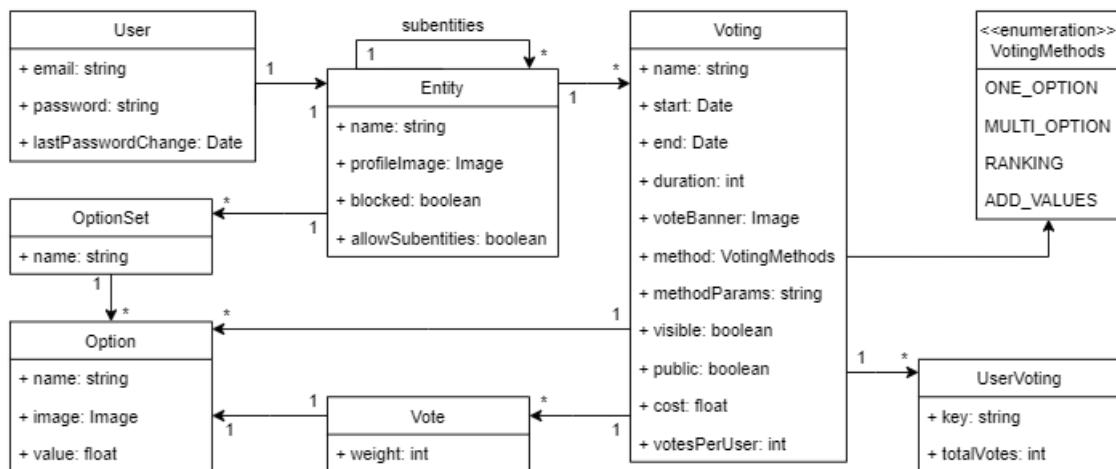 User
+ email: string
+ password: string
+ lastPasswordChange: Date
1
1
subentities
1
*
Entity
+ name: string
+ profileImage: Image
+ blocked: boolean
+ allowSubentities: boolean
1
*
Voting
+ name: string
+ start: Date
+ end: Date
+ duration: int
+ voteBanner: Image
+ method: VotingMethods
+ methodParams: string
+ visible: boolean
+ public: boolean
+ cost: float
+ votesPerUser: int
<<enumeration>>
VotingMethods
ONE_OPTION
MULTI_OPTION
RANKING
ADD_VALUES
*
1
OptionSet
+ name: string
1
*
*
1
Option
+ name: string
+ image: Image
+ value: float
1
1
Vote
+ weight: int
*
1
1
*
UserVoting
+ key: string
+ totalVotes: int